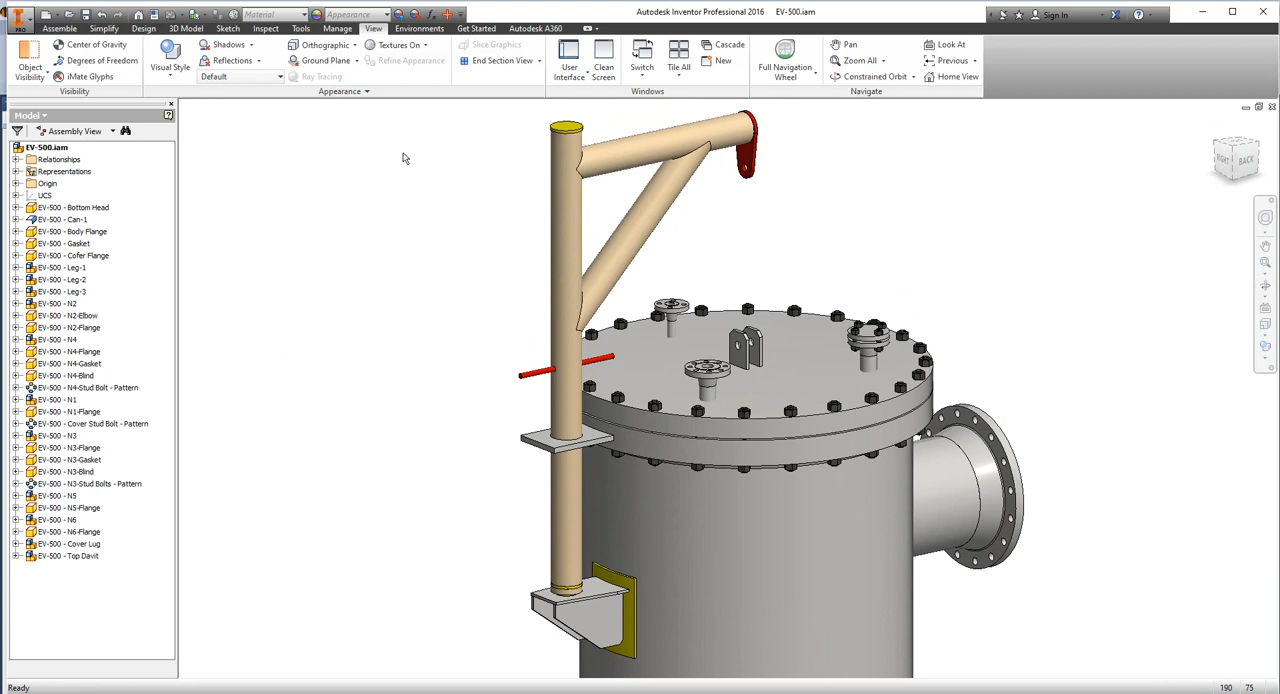 Autodesk Inventor Professional 2016 EV-500.iam
Material
Appearance
Sign In
PRO
Assemble Simplify Design 3D Model Sketch Inspect Tools Manage View Environments Get Started Autodesk A360
Object Visibility
Center of Gravity
Degrees of Freedom
iMate Glyphs
Visibility
Visual Style
Shadows
Reflections
Default
Orthographic
Ground Plane
Ray Tracing
Textures On
Refine Appearance
Appearance
Slice Graphics
End Section View
User Interface
Clean Screen
Switch
Tile All
Cascade
New
Windows
Full Navigation Wheel
Pan
Zoom All
Constrained Orbit
Look At
Previous
Home View
Navigate
Model
Assembly View
EV-500.iam
Relationships
Representations
Origin
UCS
EV-500 - Bottom Head
EV-500 - Can-1
EV-500 - Body Flange
EV-500 - Gasket
EV-500 - Cofer Flange
EV-500 - Leg-1
EV-500 - Leg-2
EV-500 - Leg-3
EV-500 - N2
EV-500 - N2-Elbow
EV-500 - N2-Flange
EV-500 - N4
EV-500 - N4-Flange
EV-500 - N4-Gasket
EV-500 - N4-Blind
EV-500 - N4-Stud Bolt - Pattern
EV-500 - N1
EV-500 - N1-Flange
EV-500 - Cover Stud Bolt - Pattern
EV-500 - N3
EV-500 - N3-Flange
EV-500 - N3-Gasket
EV-500 - N3-Blind
EV-500 - N3-Stud Bolts - Pattern
EV-500 - N5
EV-500 - N5-Flange
EV-500 - N6
EV-500 - N6-Flange
EV-500 - Cover Lug
EV-500 - Top Davit
RIGHT BACK
Ready
190 75